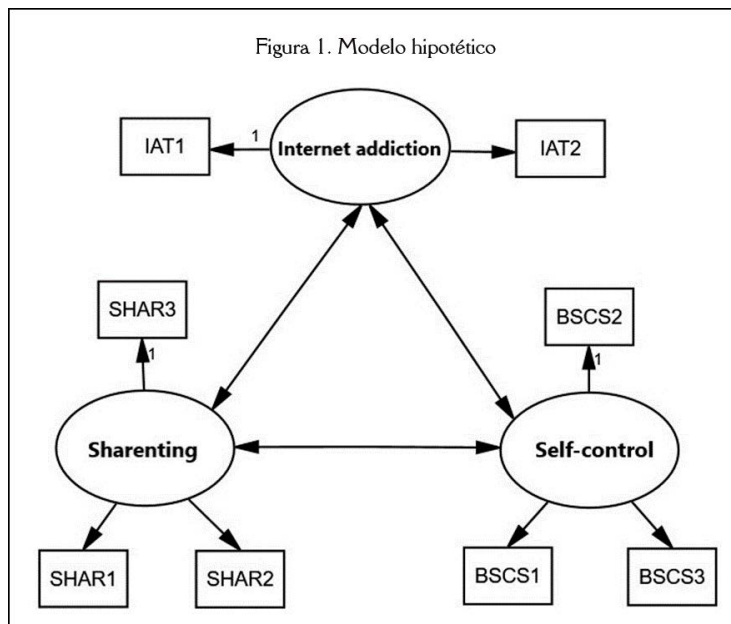 Figura 1. Modelo hipotético
IAT1
1
Internet addiction
IAT2
SHAR3
1
BSCS2
1
Sharenting
Self-control
SHAR1
SHAR2
BSCS1
BSCS3